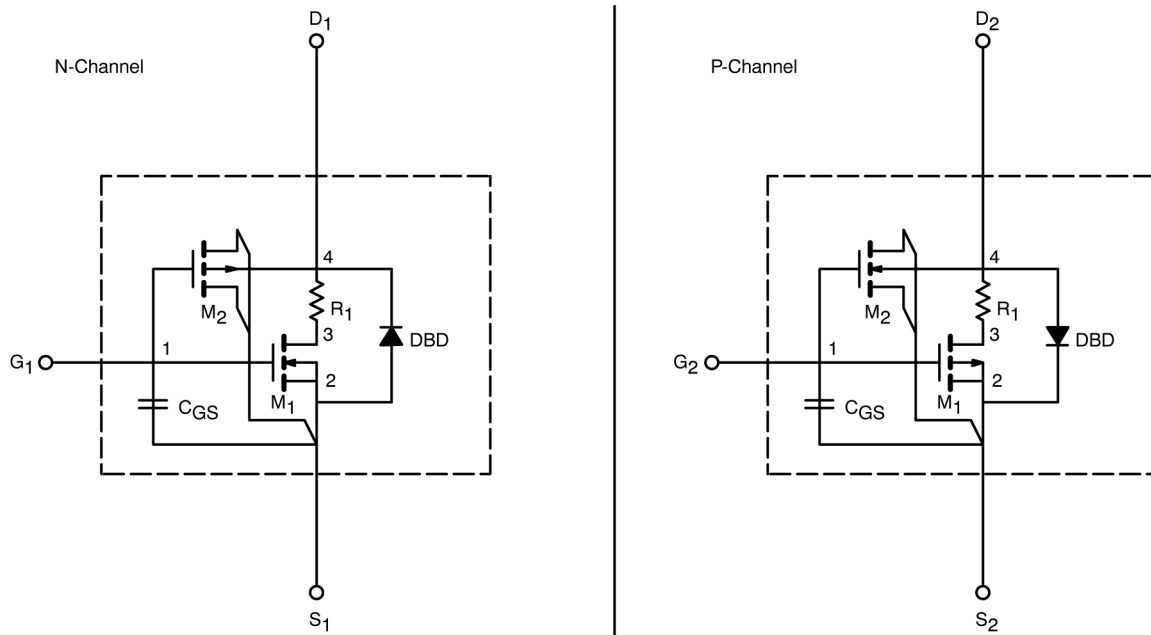 D1
N-Channel
4
M2
R1
3
DBD
G1
1
2
M1
CGS
S1
D2
P-Channel
4
M2
R1
3
DBD
G2
1
2
M1
CGS
S2